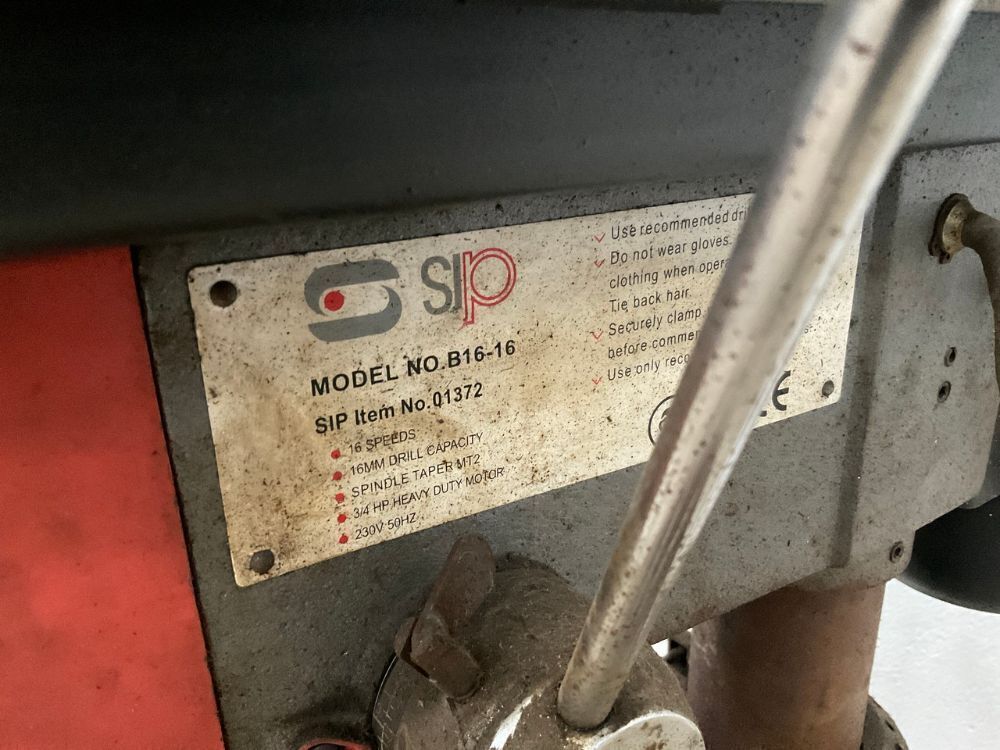 SIP
MODEL NO.B16-16
SIP Item No.01372
16 SPEEDS
16MM DRILL CAPACITY
SPINDLE TAPER MT2
3/4 HP HEAVY DUTY MOTOR
230V 50HZ
Use recommended
Do not wear gloves
clothing when
Tie back hair.
Securely clamp
before
Use only
CE